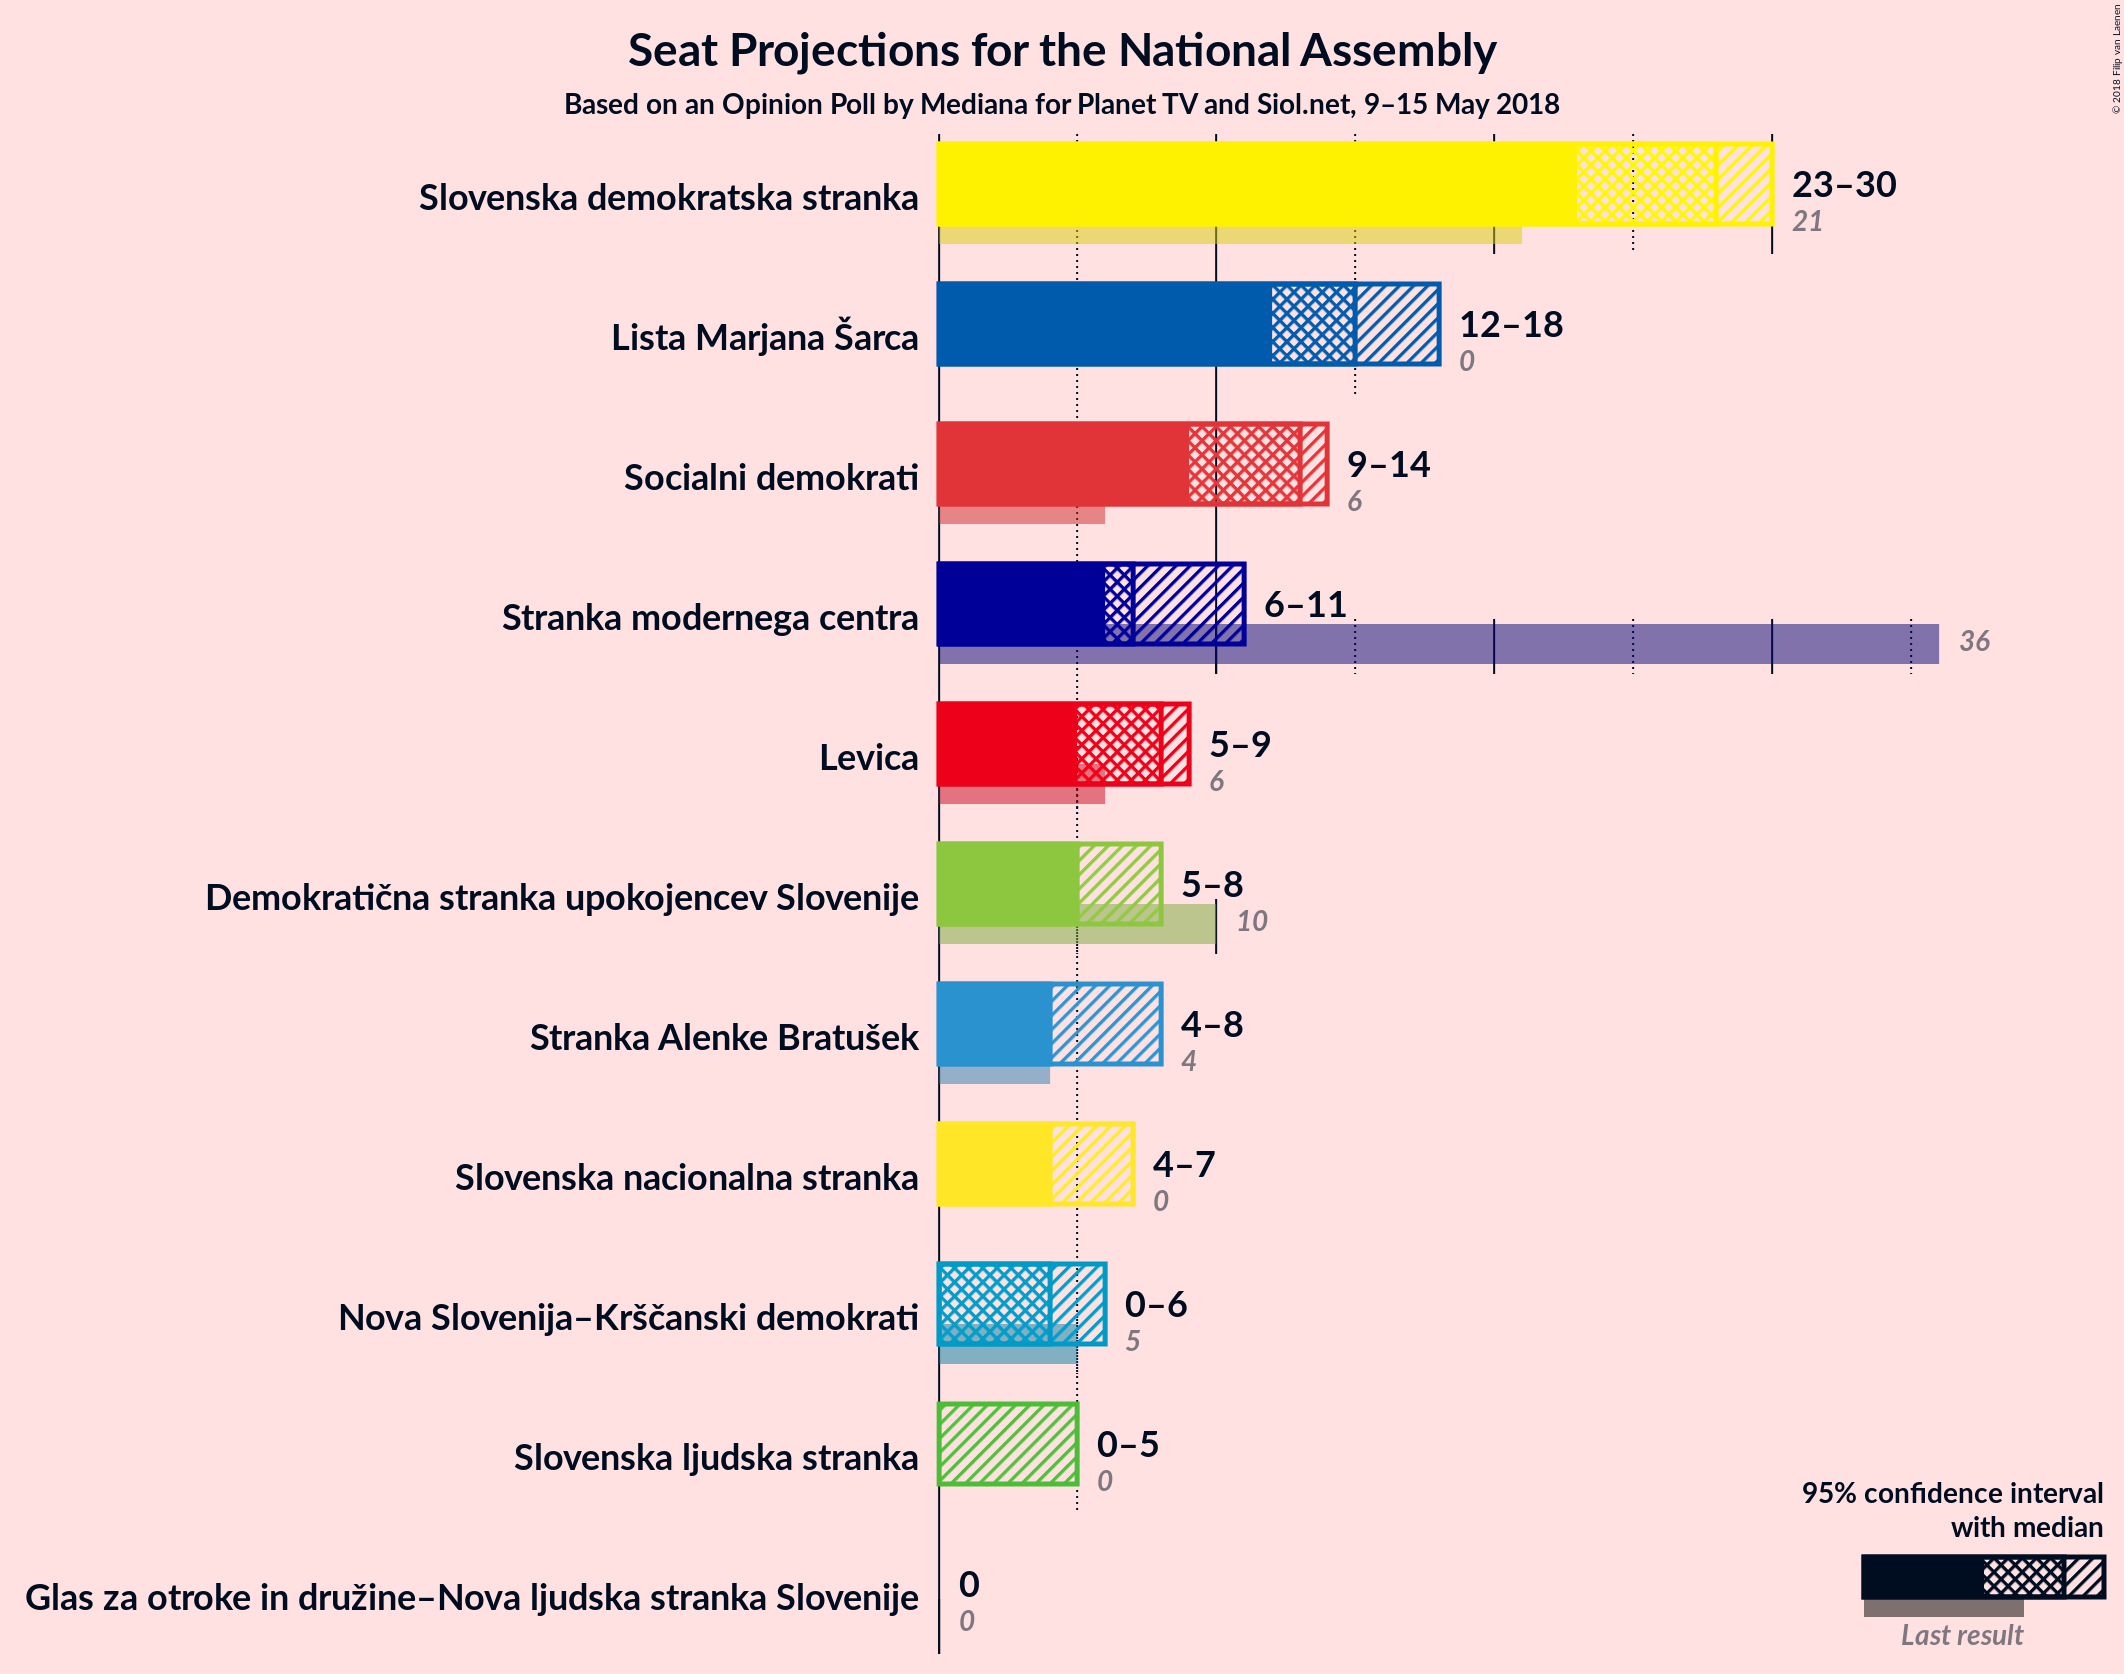 Seat Projections for the National Assembly
Based on an Opinion Poll by Mediana for Planet TV and Siol.net, 9–15 May 2018
© 2018 Filip van Laenen
Slovenska demokratska stranka
23–30
21
Lista Marjana Šarca
12–18
0
Socialni demokrati
9–14
6
Stranka modernega centra
6–11
36
Levica
5–9
6
Demokratična stranka upokojencev Slovenije
5–8
10
Stranka Alenke Bratušek
4–8
4
Slovenska nacionalna stranka
4–7
0
Nova Slovenija–Krščanski demokrati
0–6
5
Slovenska ljudska stranka
0–5
0
Glas za otroke in družine–Nova ljudska stranka Slovenije
0
0
95% confidence interval
with median
Last result